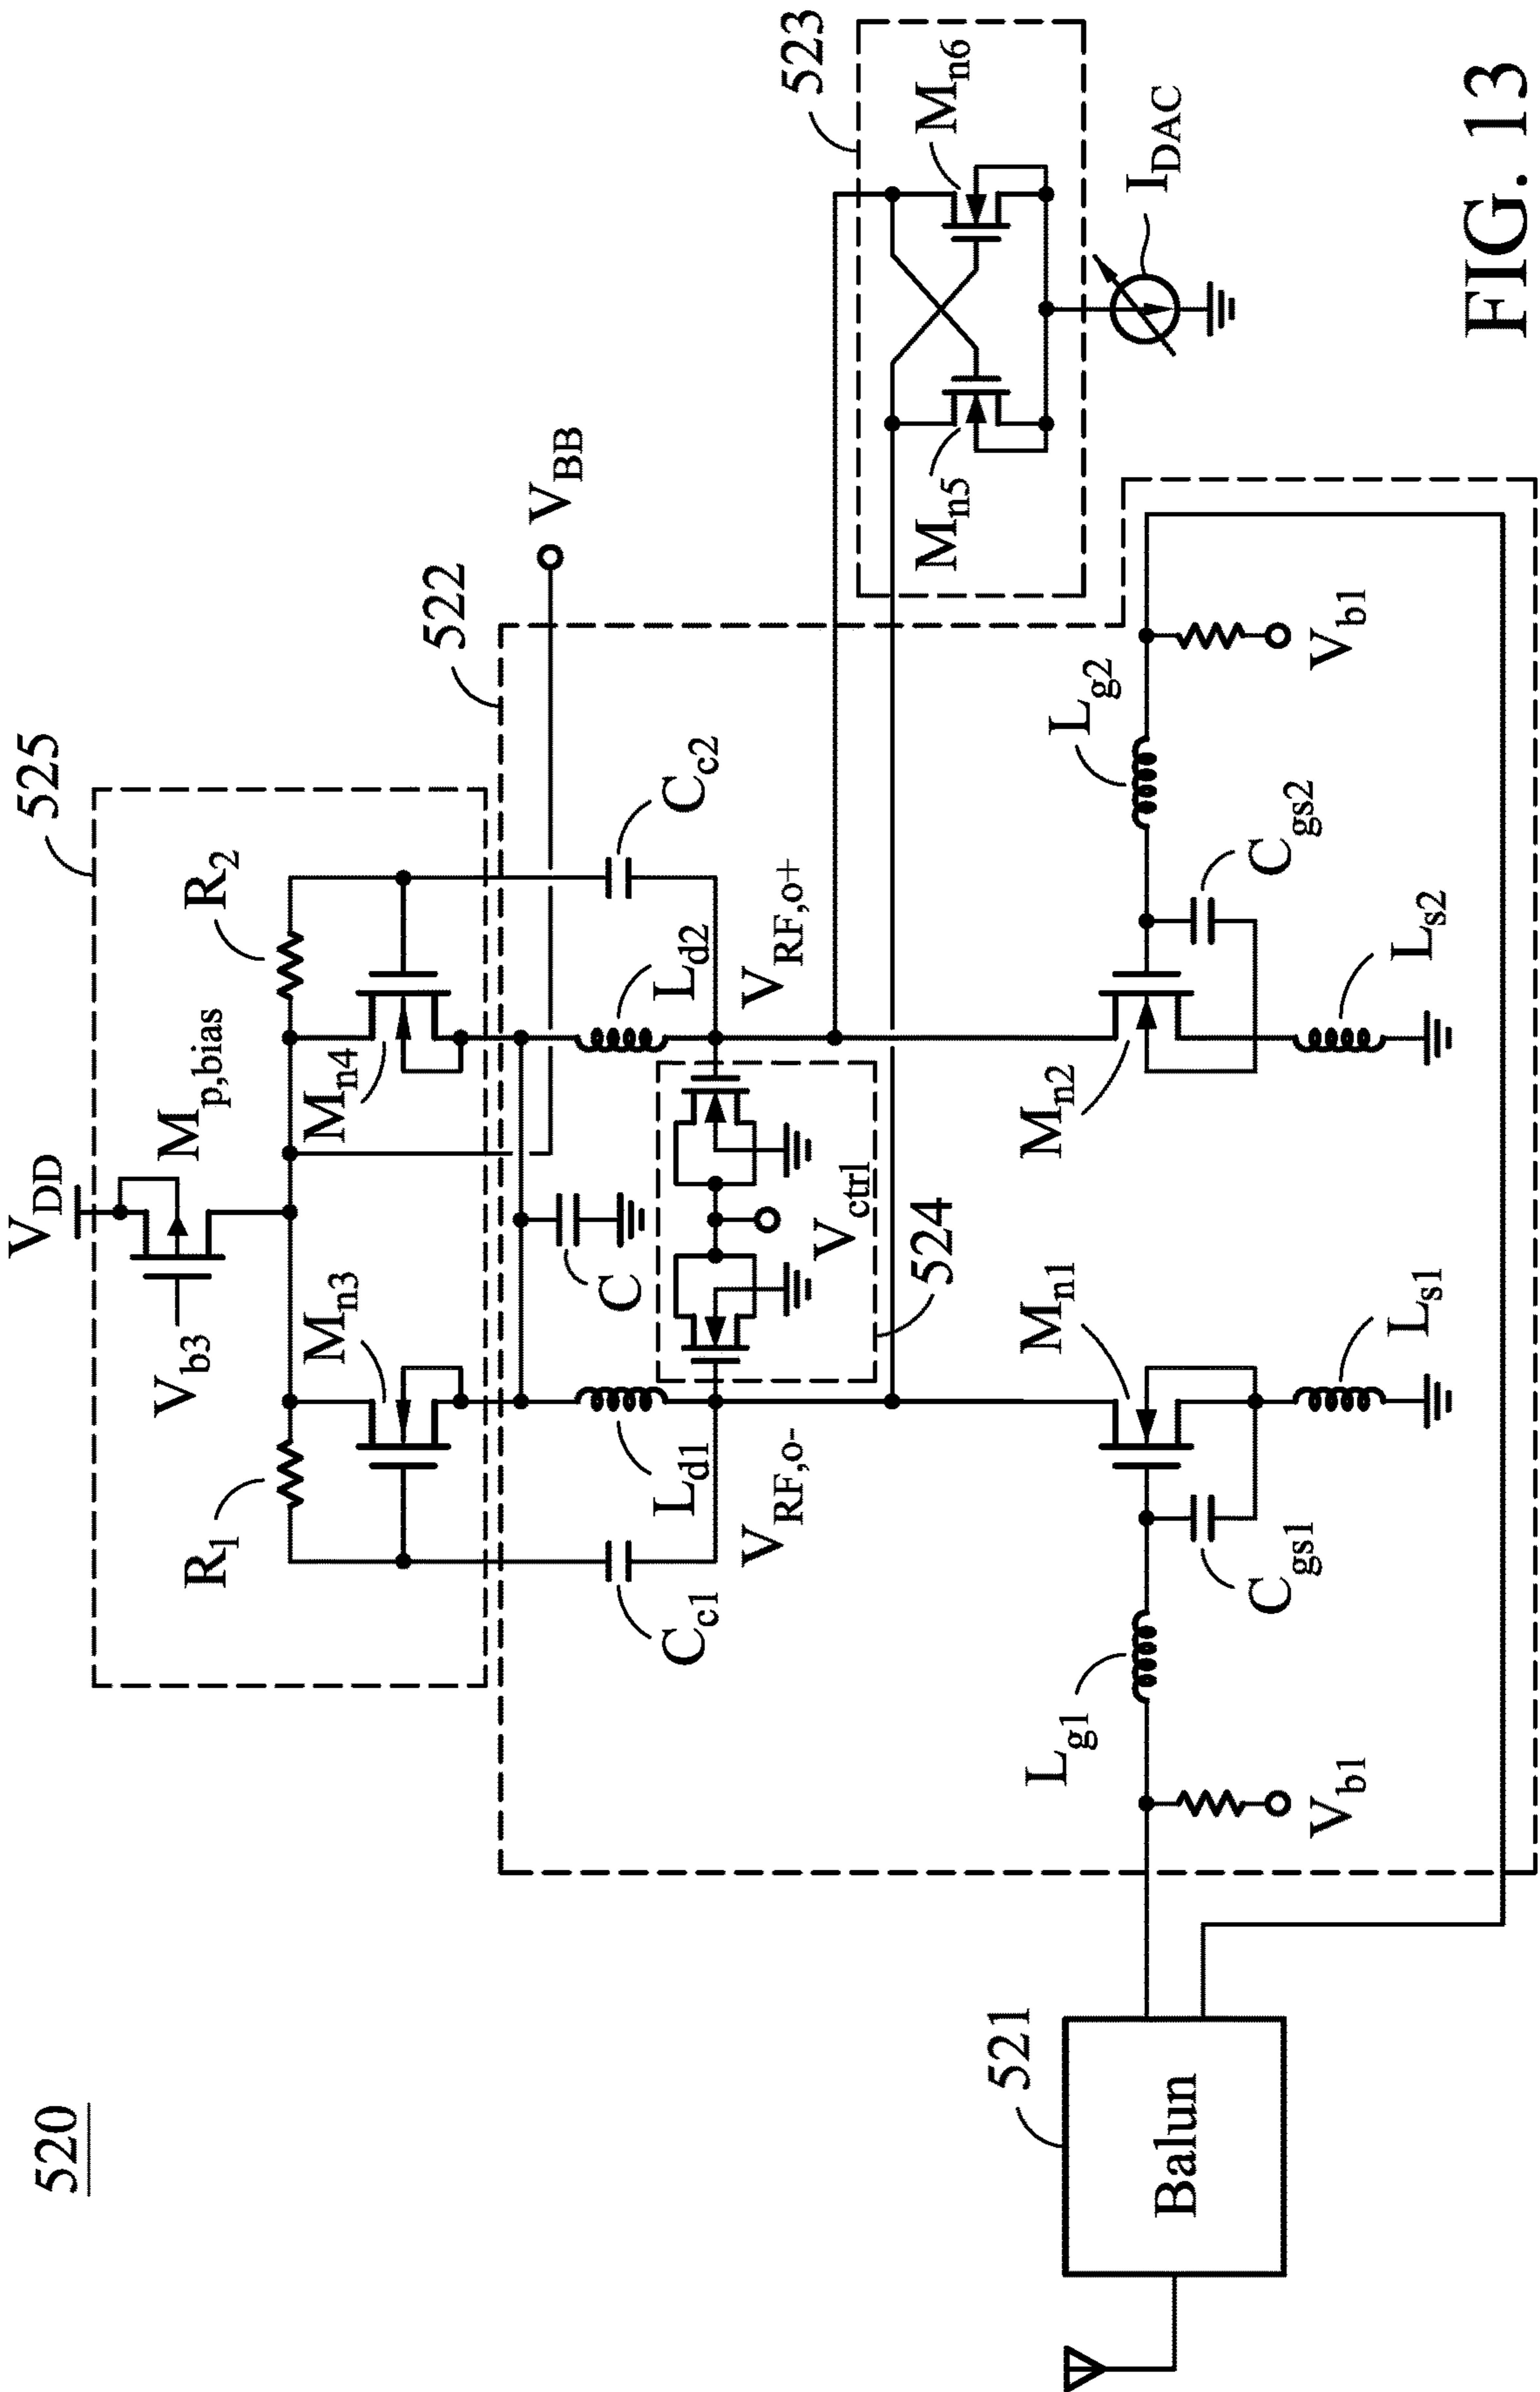 520
525
V_DD
V_b3
M_p,bias
R_1
M_n3
M_n4
R_2
522
V_BB
C_c1
L_d1
C
L_d2
C_c2
V_RF,o-
V_ctrl
V_RF,o+
524
523
M_n5
M_n6
I_DAC
521
Balun
L_g1
V_b1
C_gs1
M_n1
L_s1
M_n2
L_s2
C_gs2
L_g2
V_b1
FIG. 13